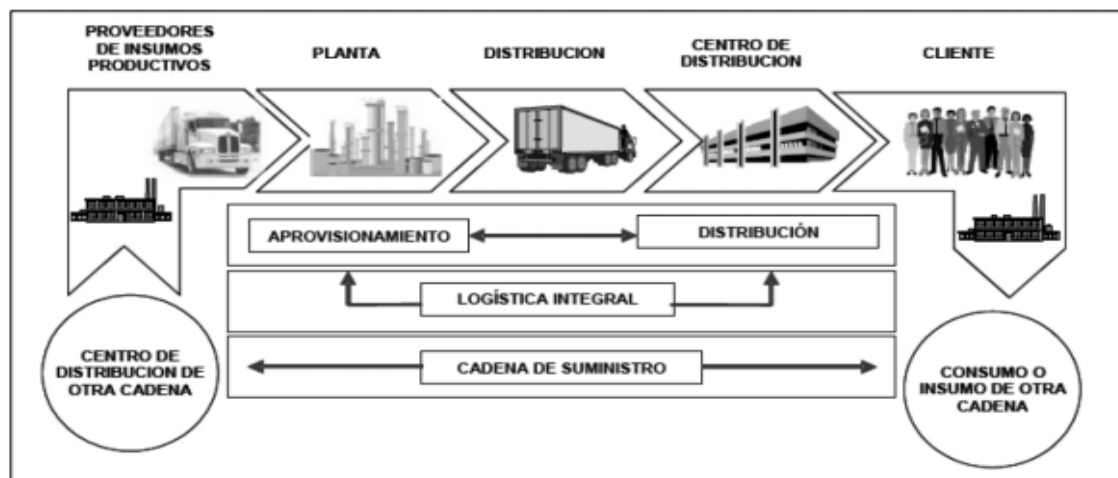 PROVEEDORES
DE INSUMOS
PRODUCTIVOS
PLANTA
DISTRIBUCION
CENTRO DE
DISTRIBUCION
CLIENTE
APROVISIONAMIENTO
DISTRIBUCIÓN
LOGÍSTICA INTEGRAL
CADENA DE SUMINISTRO
CENTRO DE
DISTRIBUCION DE
OTRA CADENA
CONSUMO O
INSUMO DE OTRA
CADENA